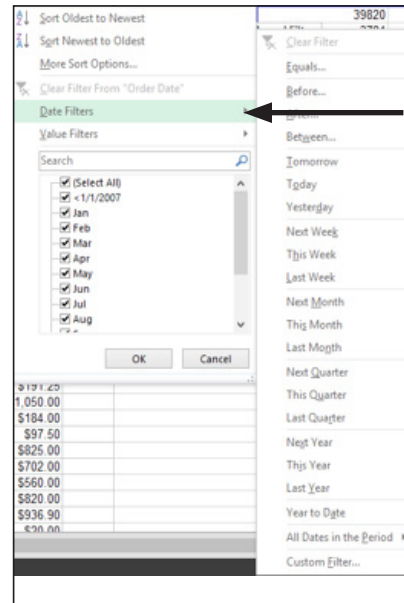 Sort Oldest to Newest
Sort Newest to Oldest
More Sort Options...
Clear Filter From "Order Date"
Date Filters
Value Filters
Search
(Select All)
<1/1/2007
Jan
Feb
Mar
Apr
May
Jun
Jul
Aug
OK Cancel
$191.25
1,050.00
$184.00
$97.50
$825.00
$702.00
$560.00
$820.00
$936.90
$20.00
39820
Clear Filter
Equals...
Before...
After...
Between...
Tomorrow
Today
Yesterday
Next Week
This Week
Last Week
Next Month
This Month
Last Month
Next Quarter
This Quarter
Last Quarter
Next Year
This Year
Last Year
Year to Date
All Dates in the Period
Custom Filter...